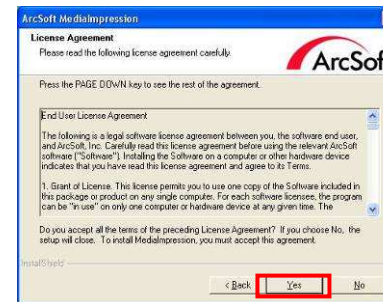 ArcSoft MediaImpression
License Agreement
Please read the following license agreement carefully.
ArcSof
Press the PAGE DOWN key to see the rest of the agreement.
End User License Agreement
The following is a legal software license agreement between you, the software end user,
and ArcSoft, Inc. Carefully read this license agreement before using the relevant ArcSoft
software ("Software"). Installing the Software on a computer or other hardware device
indicates that you have read this license agreement and agree to its Terms.
1. Grant of License. This license permits you to use one copy of the Software included in
this package or product on any single computer. For each software licensee, the program
can be "in use" on only one computer or hardware device at any given time. The
Do you accept all the terms of the preceding License Agreement? If you choose No, the
setup will close. To install MediaImpression, you must accept this agreement.
InstallShield
< Back Yes No